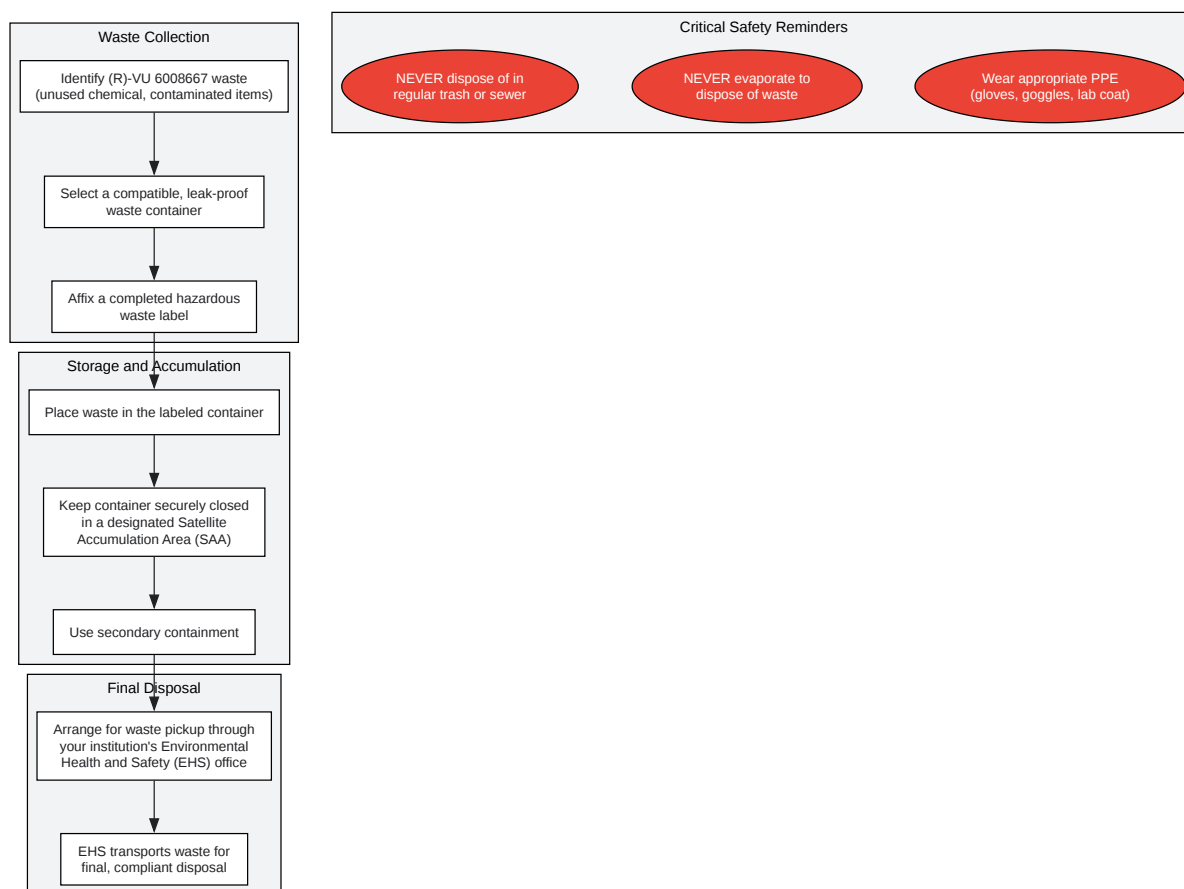 Waste Collection
Identify (R)-VU 6008667 waste
(unused chemical, contaminated items)
Select a compatible, leak-proof
waste container
Affix a completed hazardous
waste label
Storage and Accumulation
Place waste in the labeled container
Keep container securely closed
in a designated Satellite
Accumulation Area (SAA)
Use secondary containment
Final Disposal
Arrange for waste pickup through
your institution's Environmental
Health and Safety (EHS) office
EHS transports waste for
final, compliant disposal
Critical Safety Reminders
NEVER dispose of in
regular trash or sewer
NEVER evaporate to
dispose of waste
Wear appropriate PPE
(gloves, goggles, lab coat)